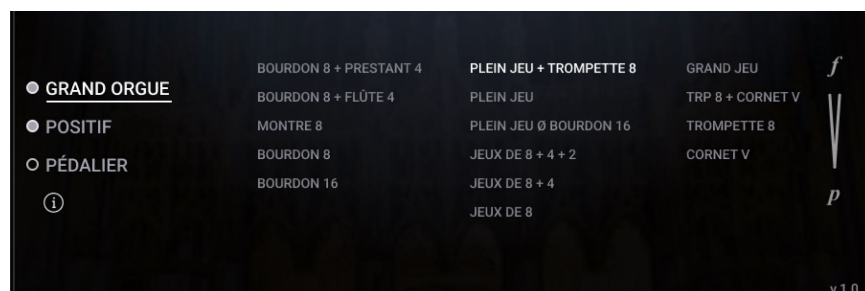 GRAND ORGUE
POSITIF
PÉDALIER
i
BOURDON 8 + PRESTANT 4
BOURDON 8 + FLÛTE 4
MONTRE 8
BOURDON 8
BOURDON 16
PLEIN JEU + TROMPETTE 8
PLEIN JEU
PLEIN JEU Ø BOURDON 16
JEUX DE 8 + 4 + 2
JEUX DE 8 + 4
JEUX DE 8
GRAND JEU
TRP 8 + CORNET V
TROMPETTE 8
CORNET V
f
p
v 1.0